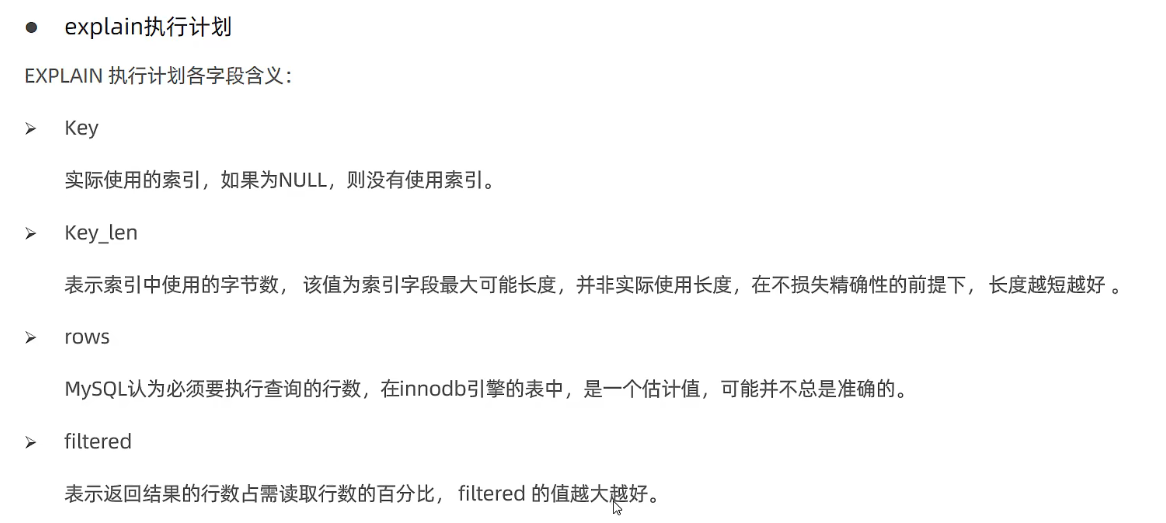 ● explain执行计划
EXPLAIN 执行计划各字段含义：
➢ Key
实际使用的索引，如果为NULL，则没有使用索引。
➢ Key_len
表示索引中使用的字节数， 该值为索引字段最大可能长度，并非实际使用长度，在不损失精确性的前提下， 长度越短越好 。
➢ rows
MySQL认为必须要执行查询的行数，在innodb引擎的表中，是一个估计值，可能并不总是准确的。
➢ filtered
表示返回结果的行数占需读取行数的百分比， filtered 的值越大越好。